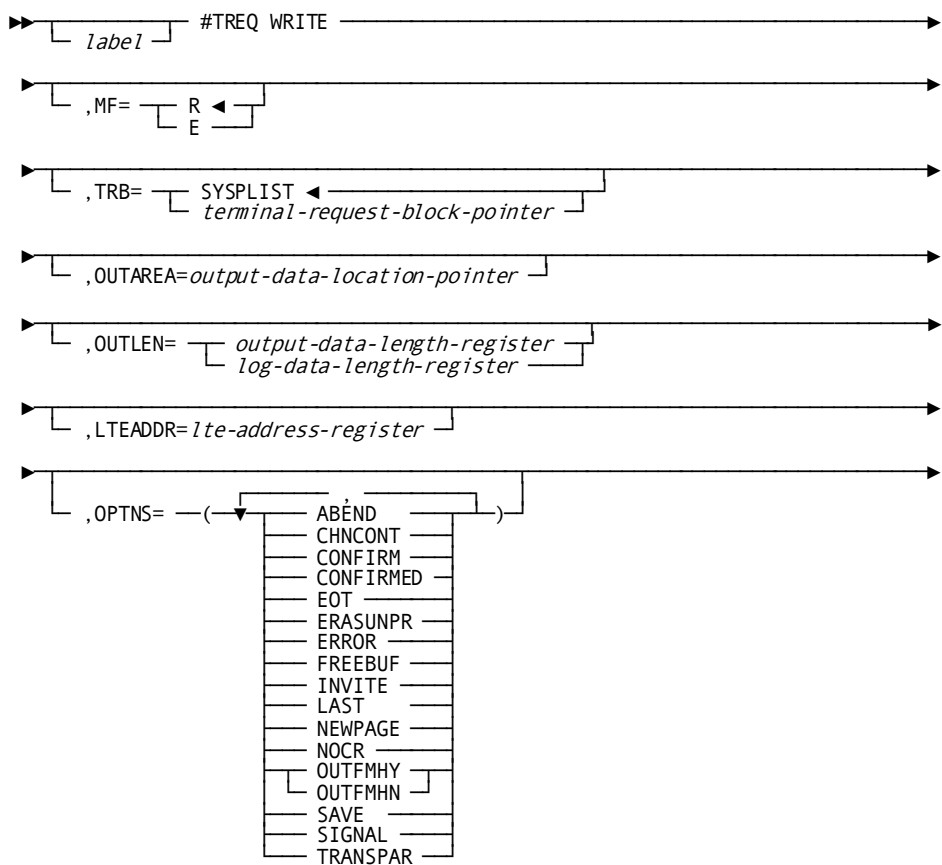 #TREQ WRITE
label
,MF= R
E
,TRB= SYSPLIST
terminal-request-block-pointer
,OUTAREA=output-data-location-pointer
,OUTLEN= output-data-length-register
log-data-length-register
,LTEADDR=lte-address-register
,
,OPTNS= ( ABEND )
CHNCONT
CONFIRM
CONFIRMED
EOT
ERASUNPR
ERROR
FREEBUF
INVITE
LAST
NEWPAGE
NOCR
OUTFMHY
OUTFMHN
SAVE
SIGNAL
TRANSPAR